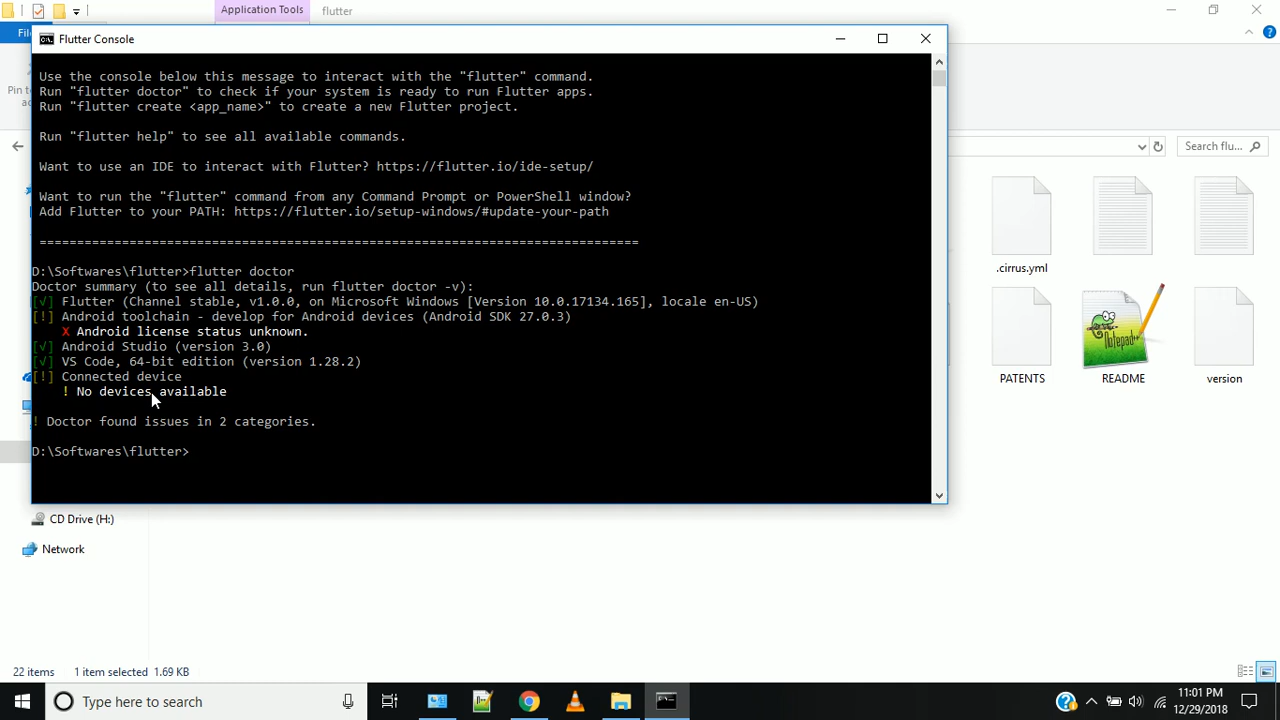 Application Tools
flutter
Fil
Flutter Console
Use the console below this message to interact with the "flutter" command.
Run "flutter doctor" to check if your system is ready to run Flutter apps.
Run "flutter create <app_name>" to create a new Flutter project.
Run "flutter help" to see all available commands.
Want to use an IDE to interact with Flutter? https://flutter.io/ide-setup/
Want to run the "flutter" command from any Command Prompt or PowerShell window?
Add Flutter to your PATH: https://flutter.io/setup-windows/#update-your-path
================================================================================
D:\Softwares\flutter>flutter doctor
Doctor summary (to see all details, run flutter doctor -v):
[√] Flutter (Channel stable, v1.0.0, on Microsoft Windows [Version 10.0.17134.165], locale en-US)
[!] Android toolchain - develop for Android devices (Android SDK 27.0.3)
X Android license status unknown.
[√] Android Studio (version 3.0)
[√] VS Code, 64-bit edition (version 1.28.2)
[!] Connected device
! No devices available
! Doctor found issues in 2 categories.
D:\Softwares\flutter>
Pin to
Search flu...
.cirrus.yml
Notepad++
PATENTS
README
version
CD Drive (H:)
Network
22 items
1 item selected 1.69 KB
Type here to search
11:01 PM
12/29/2018